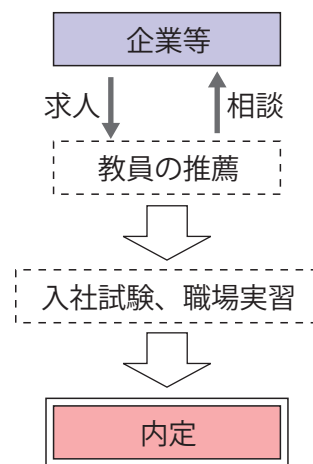 企業等
求人
相談
教員の推薦
入社試験、職場実習
内定